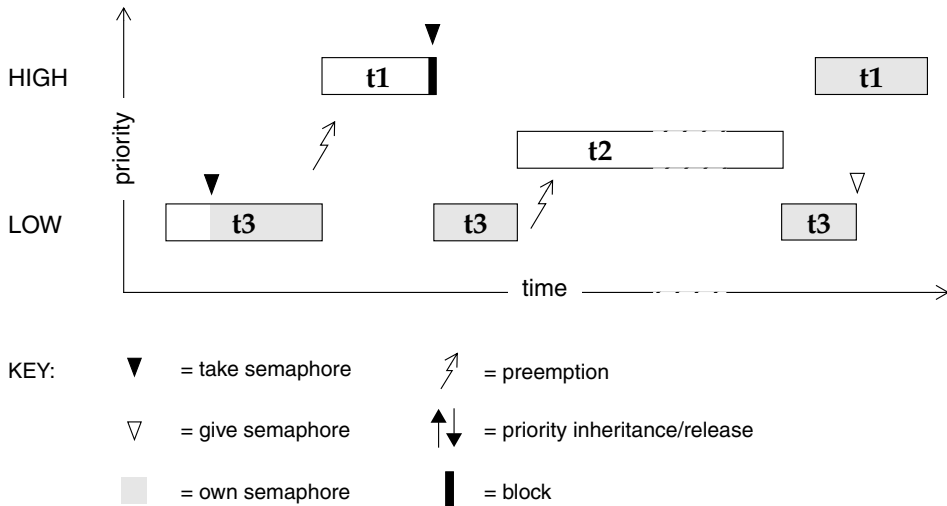 HIGH
t1
t1
priority
t2
LOW
t3
t3
t3
time
KEY:
= take semaphore
= preemption
= give semaphore
= priority inheritance/release
= own semaphore
= block